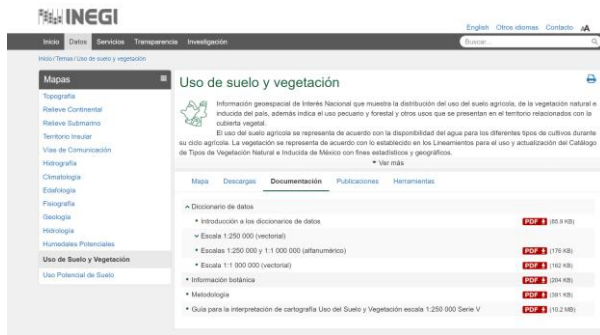 INEGI
English Otros idiomas Contacto AA
Inicio Datos Servicios Transparencia Investigación
Buscar...
Inicio / Temas / Uso de suelo y vegetación
Mapas
Topografía
Relieve Continental
Relieve Submarino
Territorio Insular
Vías de Comunicación
Hidrografía
Climatología
Edafología
Fisiografía
Geología
Hidrología
Humedales Potenciales
Uso de Suelo y Vegetación
Uso Potencial de Suelo
Uso de suelo y vegetación
Información geoespacial de Interés Nacional que muestra la distribución del uso del suelo agrícola, de la vegetación natural e
inducida del país, además indica el uso pecuario y forestal y otros usos que se presentan en el territorio relacionados con la
cubierta vegetal.
El uso del suelo agrícola se representa de acuerdo con la disponibilidad del agua para los diferentes tipos de cultivos durante
su ciclo agrícola. La vegetación se representa de acuerdo con lo establecido en los Lineamientos para el uso y actualización del Catálogo
de Tipos de Vegetación Natural e Inducida de México con fines estadísticos y geográficos.
Ver más
Mapa Descargas Documentación Publicaciones Herramientas
Diccionario de datos
Introducción a los diccionarios de datos PDF (85.9 KB)
Escala 1:250 000 (vectorial)
Escalas 1:250 000 y 1:1 000 000 (alfanumérico) PDF (176 KB)
Escala 1:1 000 000 (vectorial) PDF (162 KB)
Información botánica PDF (204 KB)
Metodología PDF (391 KB)
Guía para la interpretación de cartografía Uso del Suelo y Vegetación escala 1:250 000 Serie V PDF (10.2 MB)